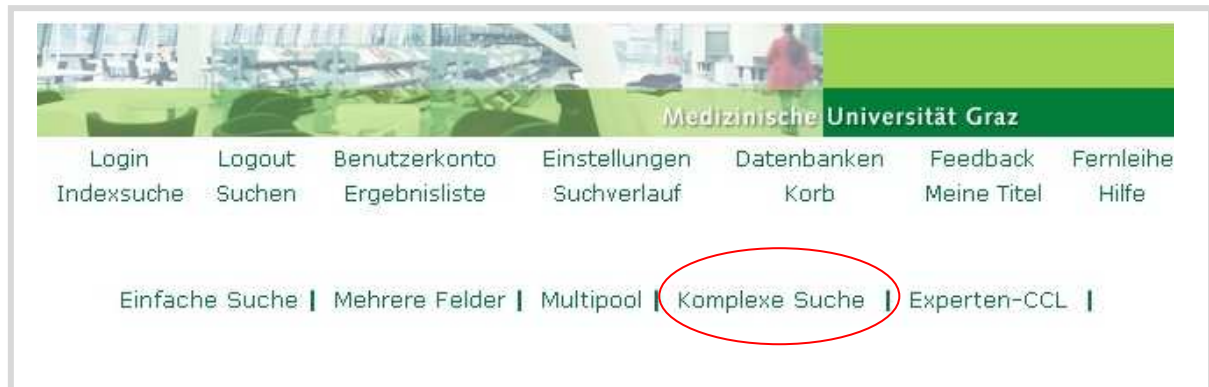 Medizinische Universität Graz
Login Logout Benutzerkonto Einstellungen Datenbanken Feedback Fernleihe
Indexsuche Suchen Ergebnisliste Suchverlauf Korb Meine Titel Hilfe
Einfache Suche | Mehrere Felder | Multipool | Komplexe Suche | Experten-CCL |